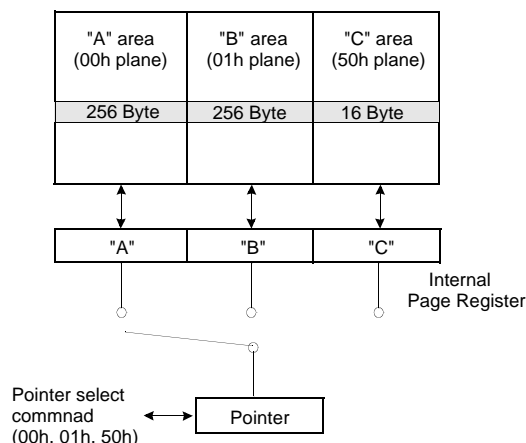 "A" area "B" area "C" area
(00h plane) (01h plane) (50h plane)
256 Byte 256 Byte 16 Byte
"A" "B" "C"
Internal
Page Register
Pointer select
commnad
(00h, 01h, 50h)
Pointer